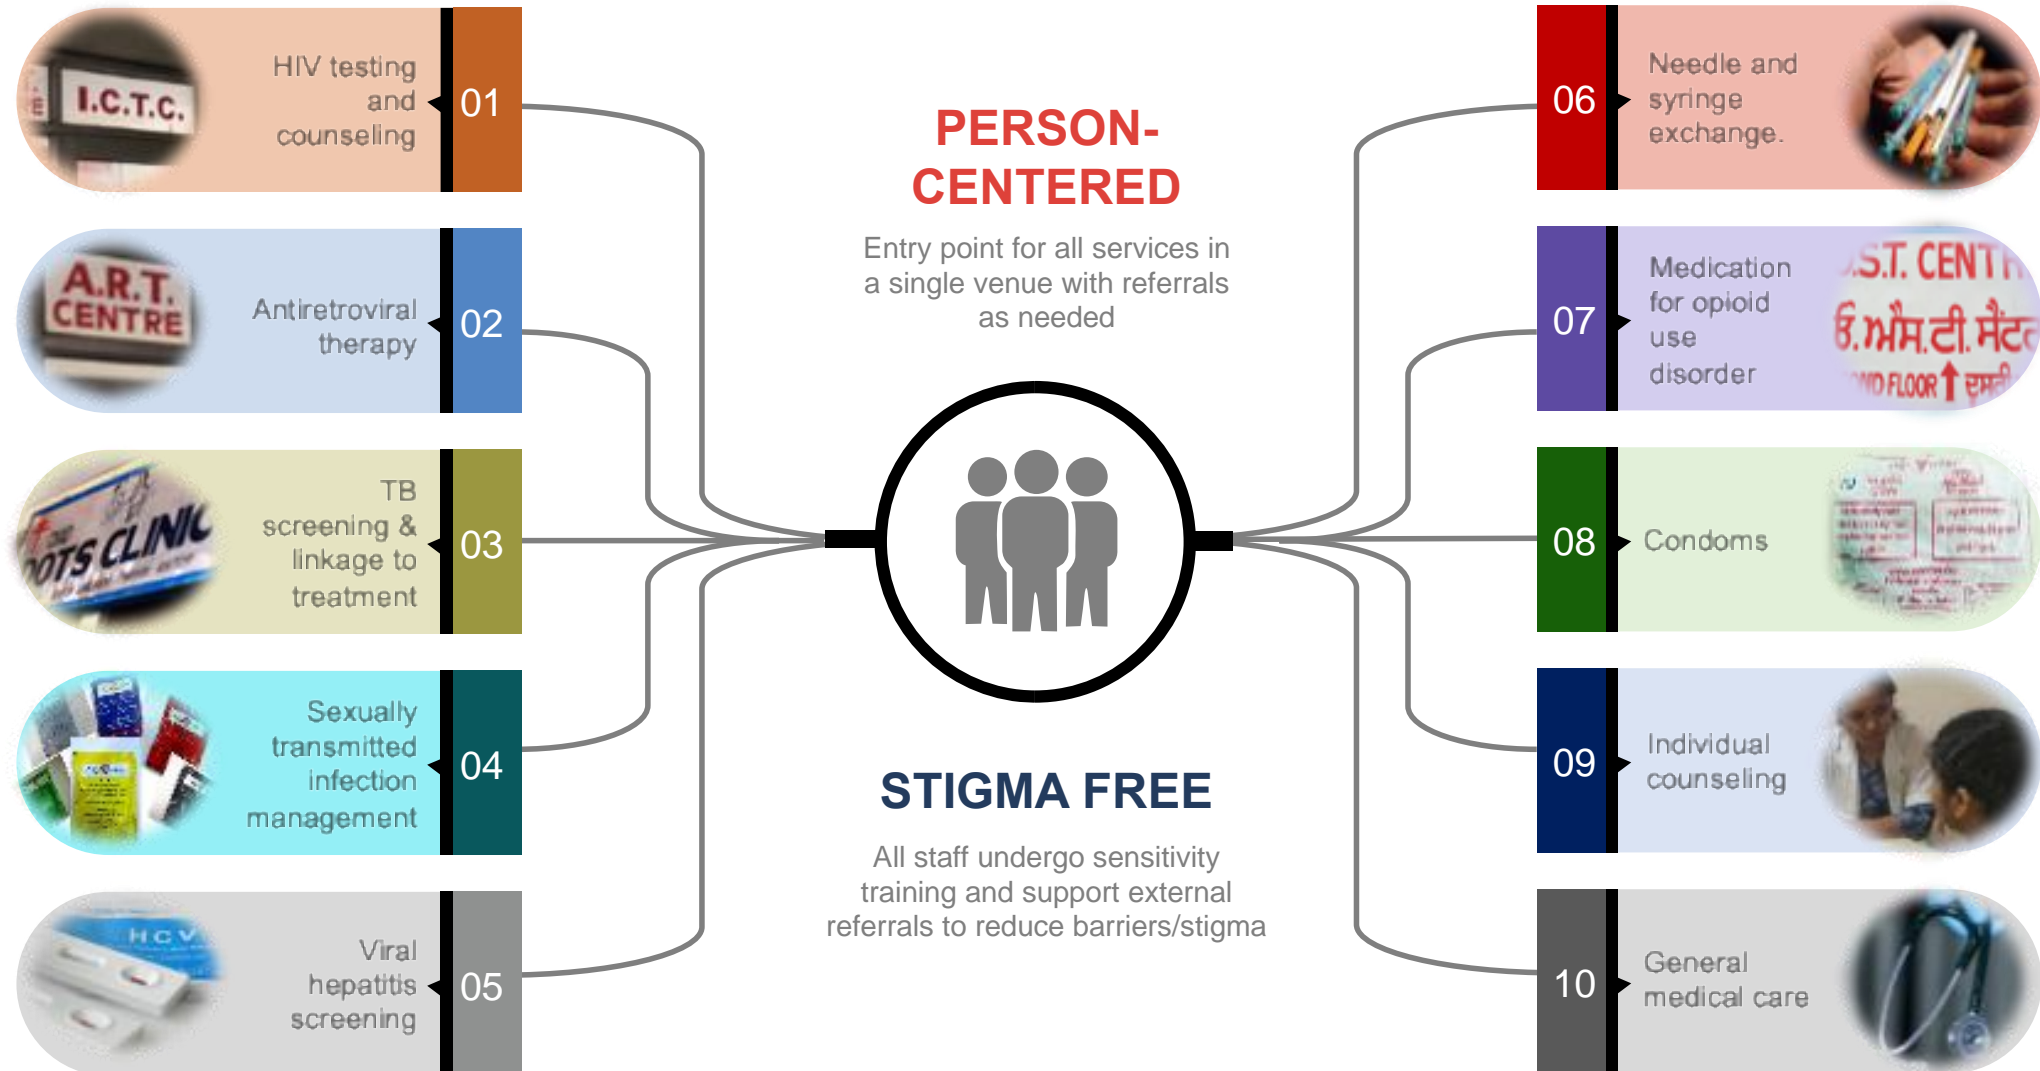 I.C.T.C.
HIV testing
and
counseling
01
A.R.T.
CENTRE
Antiretroviral
therapy
02
DOTS CLINIC
TB
screening &
linkage to
treatment
03
Sexually
transmitted
infection
management
04
HCV
Viral
hepatitis
screening
05
PERSON-
CENTERED
Entry point for all services in
a single venue with referrals
as needed
STIGMA FREE
All staff undergo sensitivity
training and support external
referrals to reduce barriers/stigma
06
Needle and
syringe
exchange.
07
Medication
for opioid
use
disorder
.S.T. CENT
ਓ.ਐਸ.ਟੀ. ਸੈਂਟ
FLOOR
08
Condoms
09
Individual
counseling
10
General
medical care